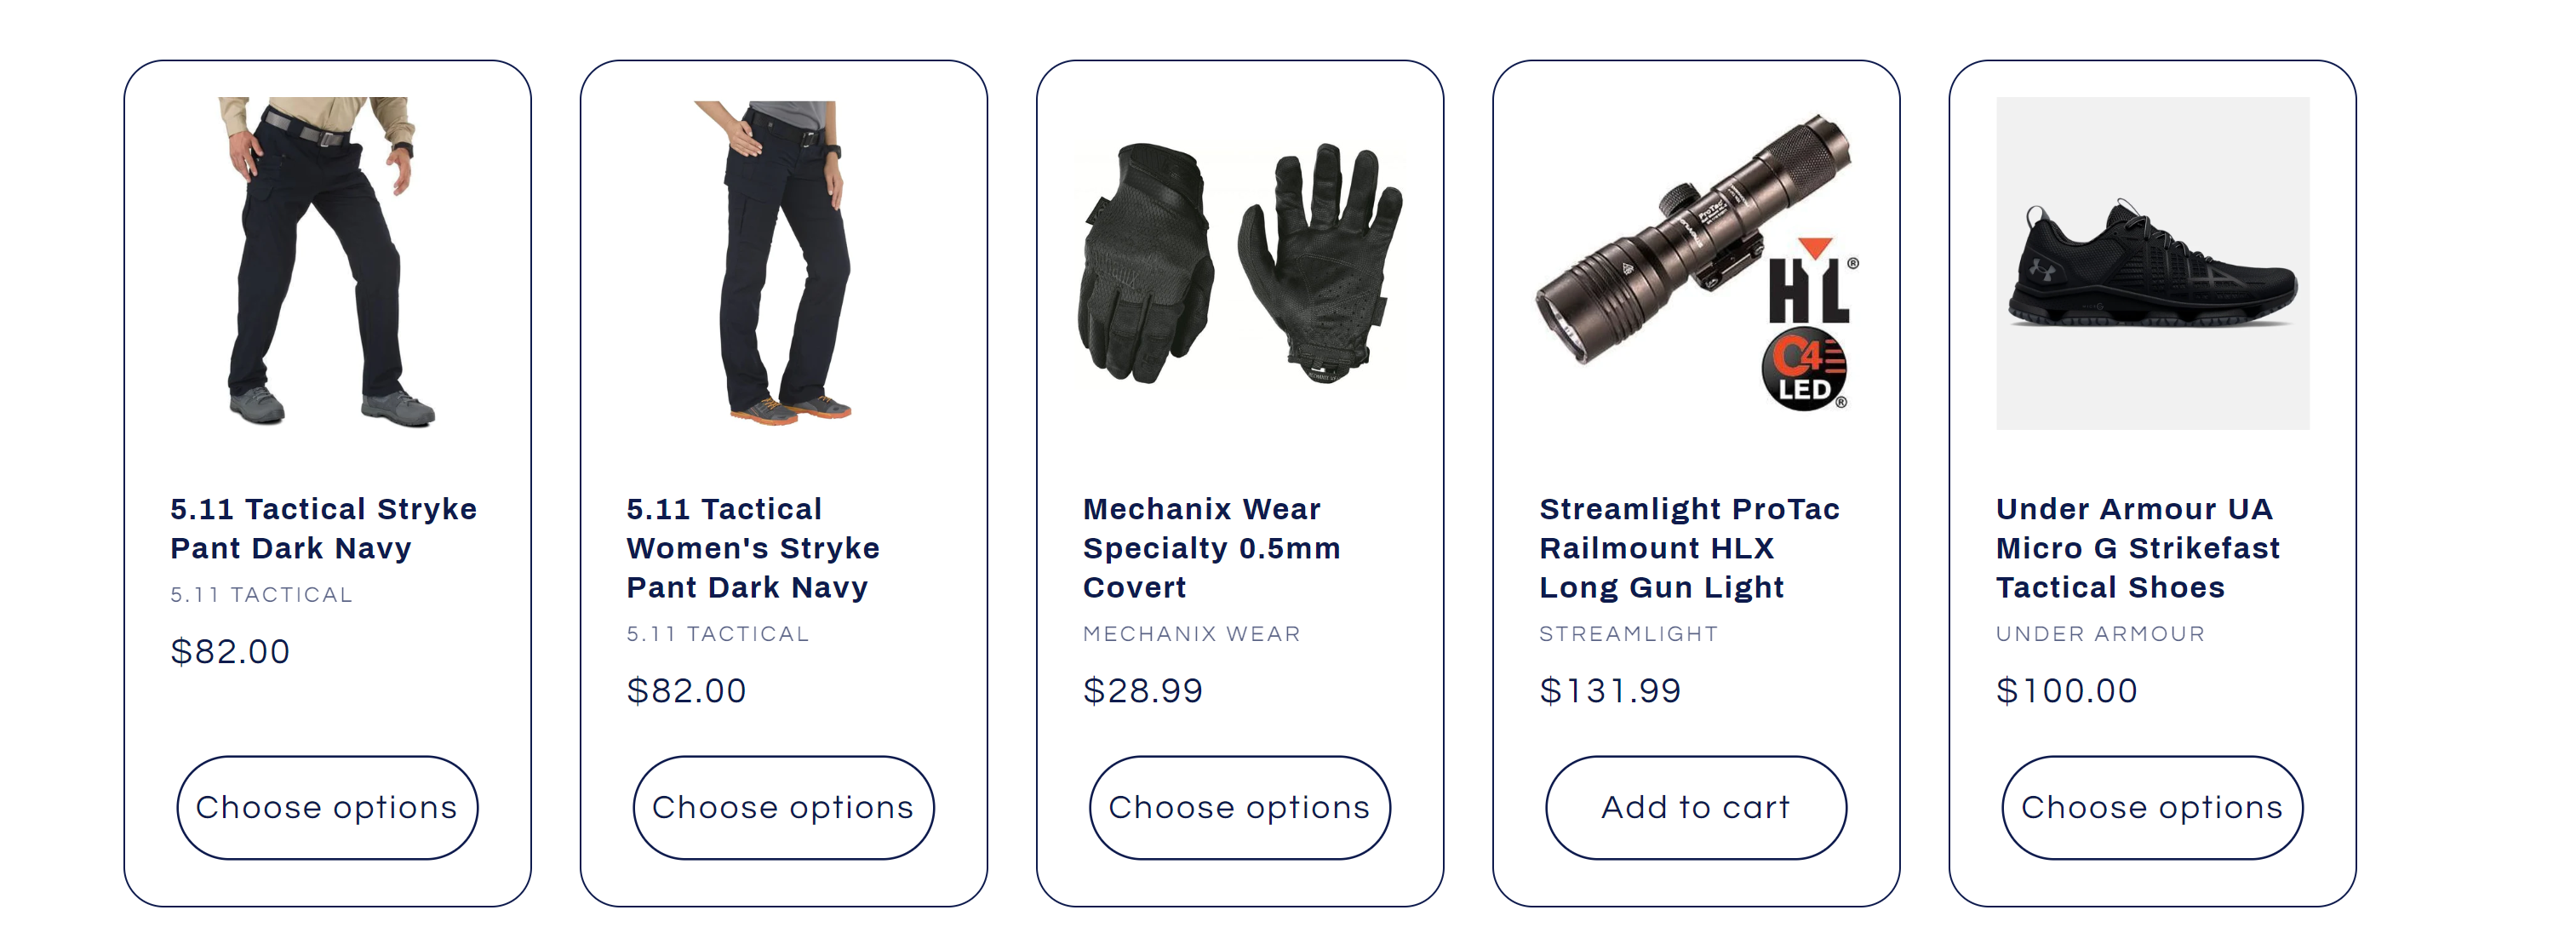 HL®
C4
LED®
ProTac
5.11 Tactical Stryke
Pant Dark Navy
5.11 TACTICAL
$82.00
Choose options
5.11 Tactical
Women's Stryke
Pant Dark Navy
5.11 TACTICAL
$82.00
Choose options
Mechanix Wear
Specialty 0.5mm
Covert
MECHANIX WEAR
$28.99
Choose options
Streamlight ProTac
Railmount HLX
Long Gun Light
STREAMLIGHT
$131.99
Add to cart
Under Armour UA
Micro G Strikefast
Tactical Shoes
UNDER ARMOUR
$100.00
Choose options